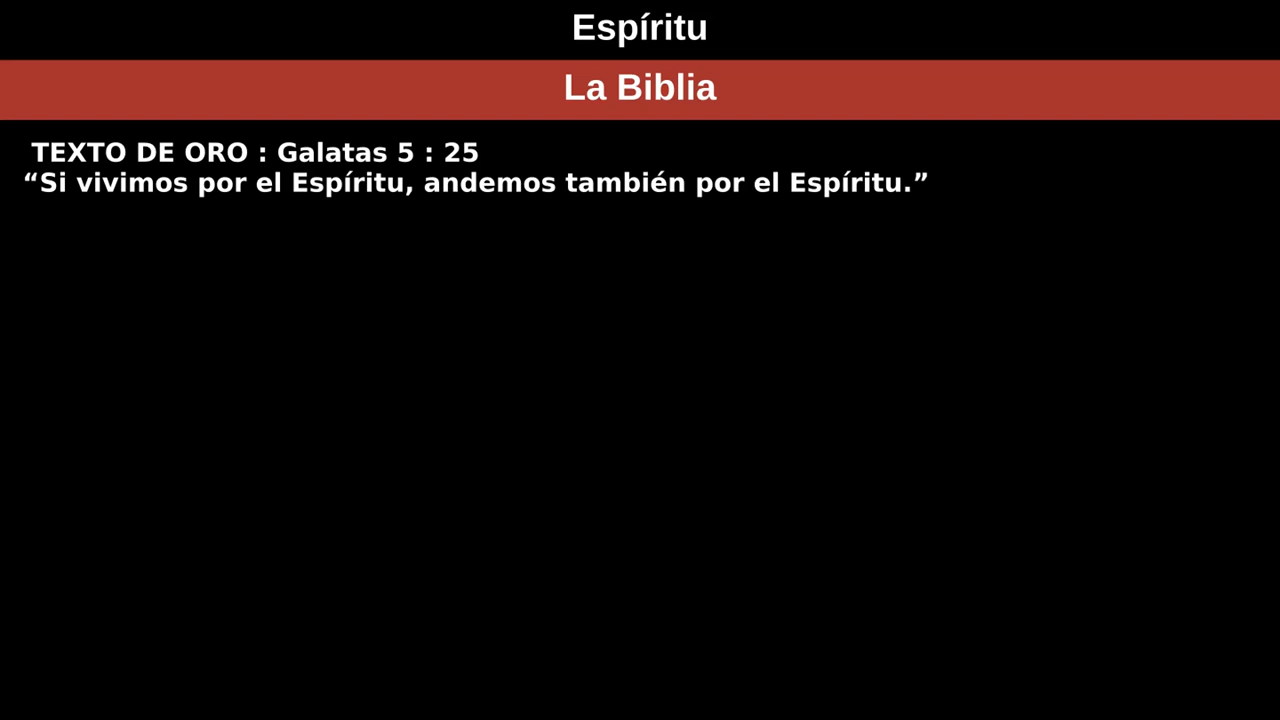 Espíritu
La Biblia
TEXTO DE ORO : Galatas 5 : 25
“Si vivimos por el Espíritu, andemos también por el Espíritu.”